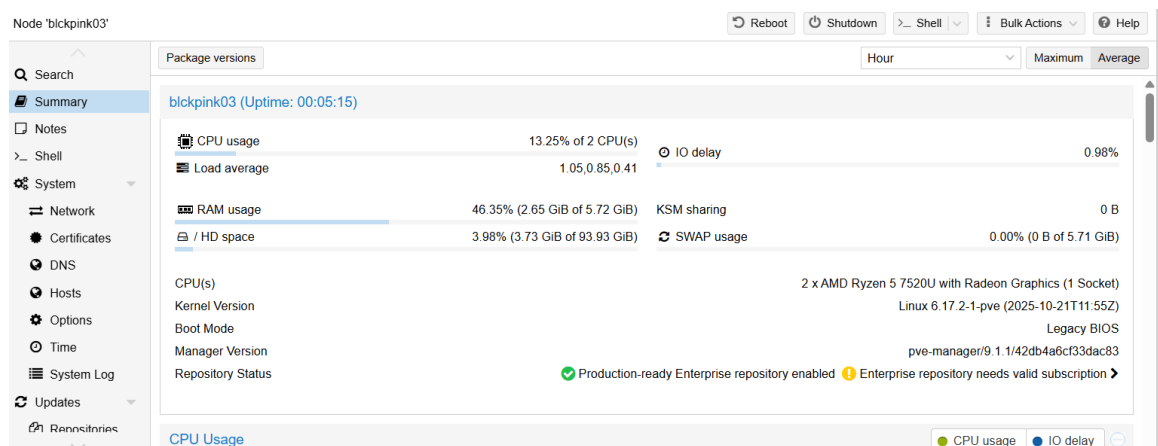 Node 'blckpink03'
Reboot Shutdown >_ Shell Bulk Actions Help
Search
Summary
Notes
>_ Shell
System
Network
Certificates
DNS
Hosts
Options
Time
System Log
Updates
Repositories
Package versions
Hour Maximum Average
blckpink03 (Uptime: 00:05:15)
CPU usage 13.25% of 2 CPU(s)
Load average 1.05,0.85,0.41
IO delay 0.98%
RAM usage 46.35% (2.65 GiB of 5.72 GiB)
KSM sharing 0 B
/ HD space 3.98% (3.73 GiB of 93.93 GiB)
SWAP usage 0.00% (0 B of 5.71 GiB)
CPU(s) 2 x AMD Ryzen 5 7520U with Radeon Graphics (1 Socket)
Kernel Version Linux 6.17.2-1-pve (2025-10-21T11:55Z)
Boot Mode Legacy BIOS
Manager Version pve-manager/9.1.1/42db4a6cf33dac83
Repository Status Production-ready Enterprise repository enabled Enterprise repository needs valid subscription
CPU Usage CPU usage IO delay